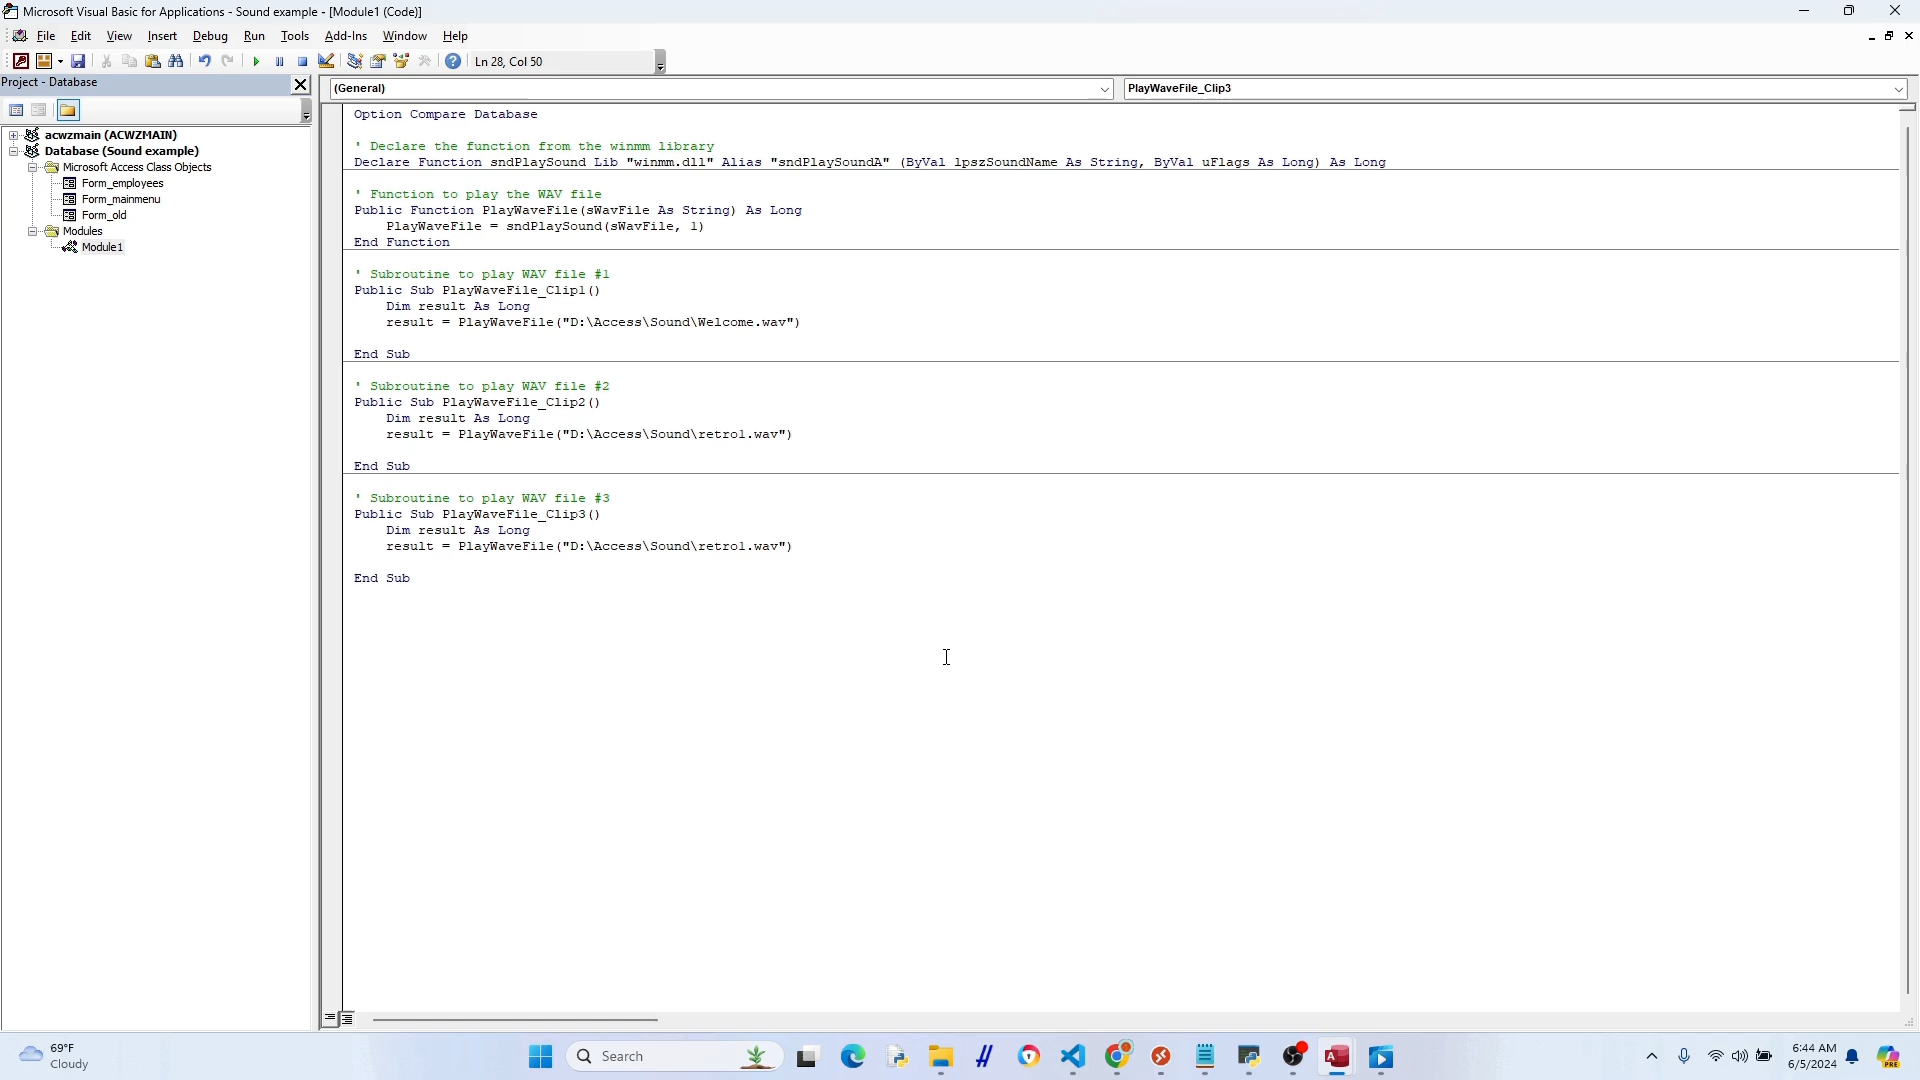 Microsoft Visual Basic for Applications - Sound example - [Module1 (Code)]
File Edit View Insert Debug Run Tools Add-Ins Window Help
Ln 28, Col 50
Project - Database
(General)
PlayWaveFile_Clip3
acwzmain (ACWZMAIN)
Database (Sound example)
Microsoft Access Class Objects
Form_employees
Form_mainmenu
Form_old
Modules
Module1
Option Compare Database
' Declare the function from the winmm library
Declare Function sndPlaySound Lib "winmm.dll" Alias "sndPlaySoundA" (ByVal lpszSoundName As String, ByVal uFlags As Long) As Long
' Function to play the WAV file
Public Function PlayWaveFile(sWavFile As String) As Long
PlayWaveFile = sndPlaySound(sWavFile, 1)
End Function
' Subroutine to play WAV file #1
Public Sub PlayWaveFile_Clip1()
Dim result As Long
result = PlayWaveFile("D:\Access\Sound\Welcome.wav")
End Sub
' Subroutine to play WAV file #2
Public Sub PlayWaveFile_Clip2()
Dim result As Long
result = PlayWaveFile("D:\Access\Sound\retro1.wav")
End Sub
' Subroutine to play WAV file #3
Public Sub PlayWaveFile_Clip3()
Dim result As Long
result = PlayWaveFile("D:\Access\Sound\retro1.wav")
End Sub
69°F
Cloudy
Search
6:44 AM
6/5/2024
PRE